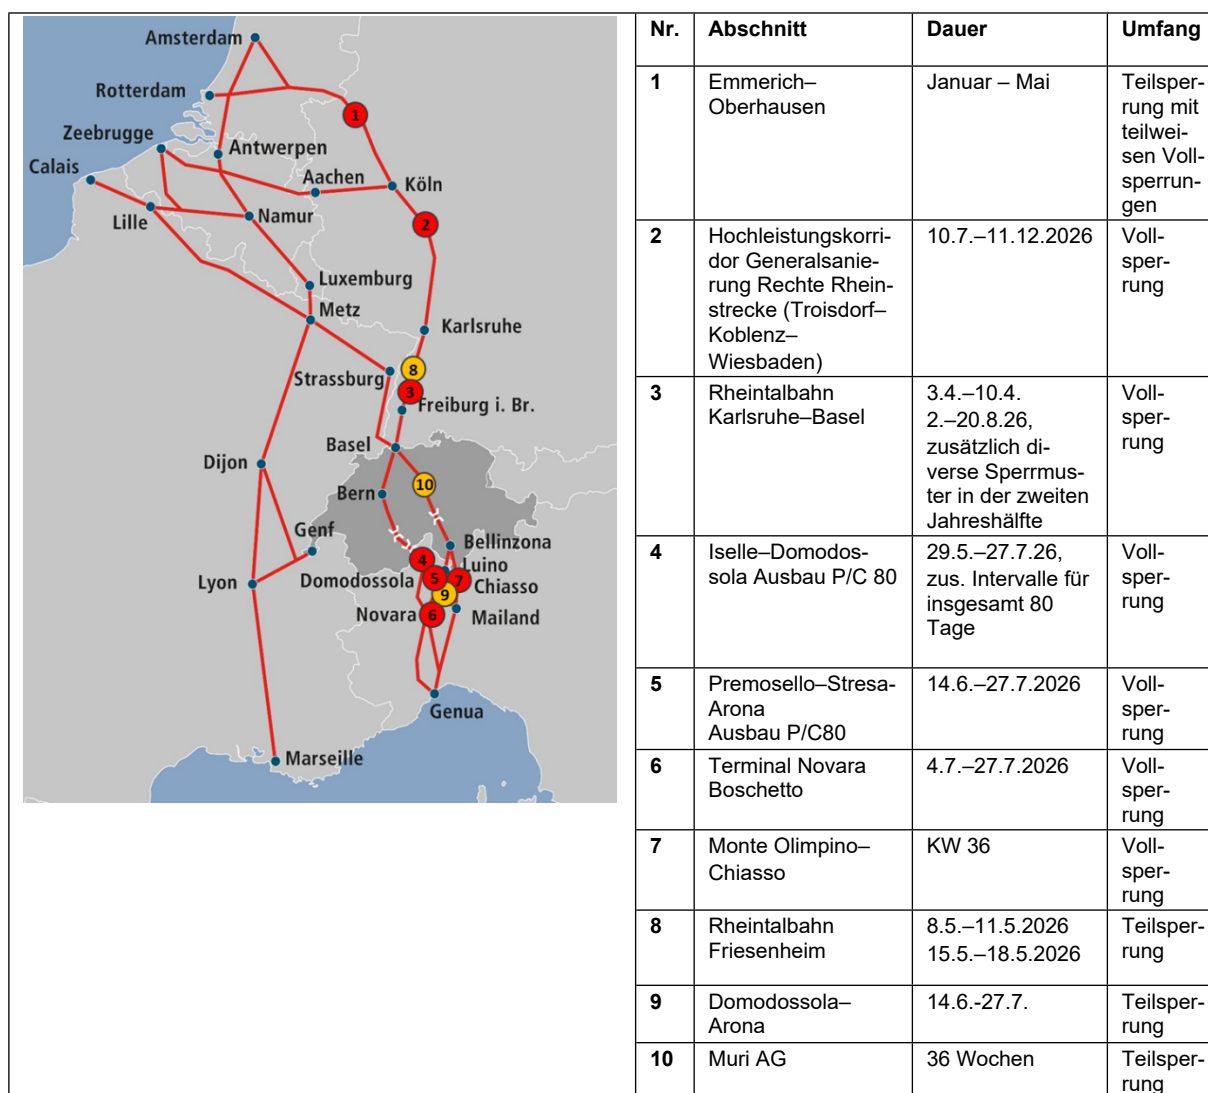 Amsterdam
Rotterdam
Zeebrugge
Calais
Antwerpen
Aachen
Köln
Lille
Namur
Luxemburg
Metz
Karlsruhe
Strassburg
Freiburg i. Br.
Basel
Dijon
Bern
Genf
Bellinzona
Luino
Lyon
Domodossola
Chiasso
Novara
Mailand
Genua
Marseille
1
2
8
3
10
4
5
7
9
6
Nr. Abschnitt Dauer Umfang
1 Emmerich– Januar – Mai Teilsper-
Oberhausen rung mit
teilwei-
sen Voll-
sperrun-
gen
2 Hochleistungskorri- 10.7.–11.12.2026 Voll-
dor Generalsanie- sper-
rung Rechte Rhein- rung
strecke (Troisdorf–
Koblenz–
Wiesbaden)
3 Rheintalbahn 3.4.–10.4. Voll-
Karlsruhe–Basel 2.–20.8.26, sper-
zusätzlich di- rung
verse Sperrmus-
ter in der zweiten
Jahreshälfte
4 Iselle–Domodos- 29.5.–27.7.26, Voll-
sola Ausbau P/C 80 zus. Intervalle für sper-
insgesamt 80 rung
Tage
5 Premosello–Stresa- 14.6.–27.7.2026 Voll-
Arona sper-
Ausbau P/C80 rung
6 Terminal Novara 4.7.–27.7.2026 Voll-
Boschetto sper-
rung
7 Monte Olimpino– KW 36 Voll-
Chiasso sper-
rung
8 Rheintalbahn 8.5.–11.5.2026 Teilsper-
Friesenheim 15.5.–18.5.2026 rung
9 Domodossola– 14.6.-27.7. Teilsper-
Arona rung
10 Muri AG 36 Wochen Teilsper-
rung